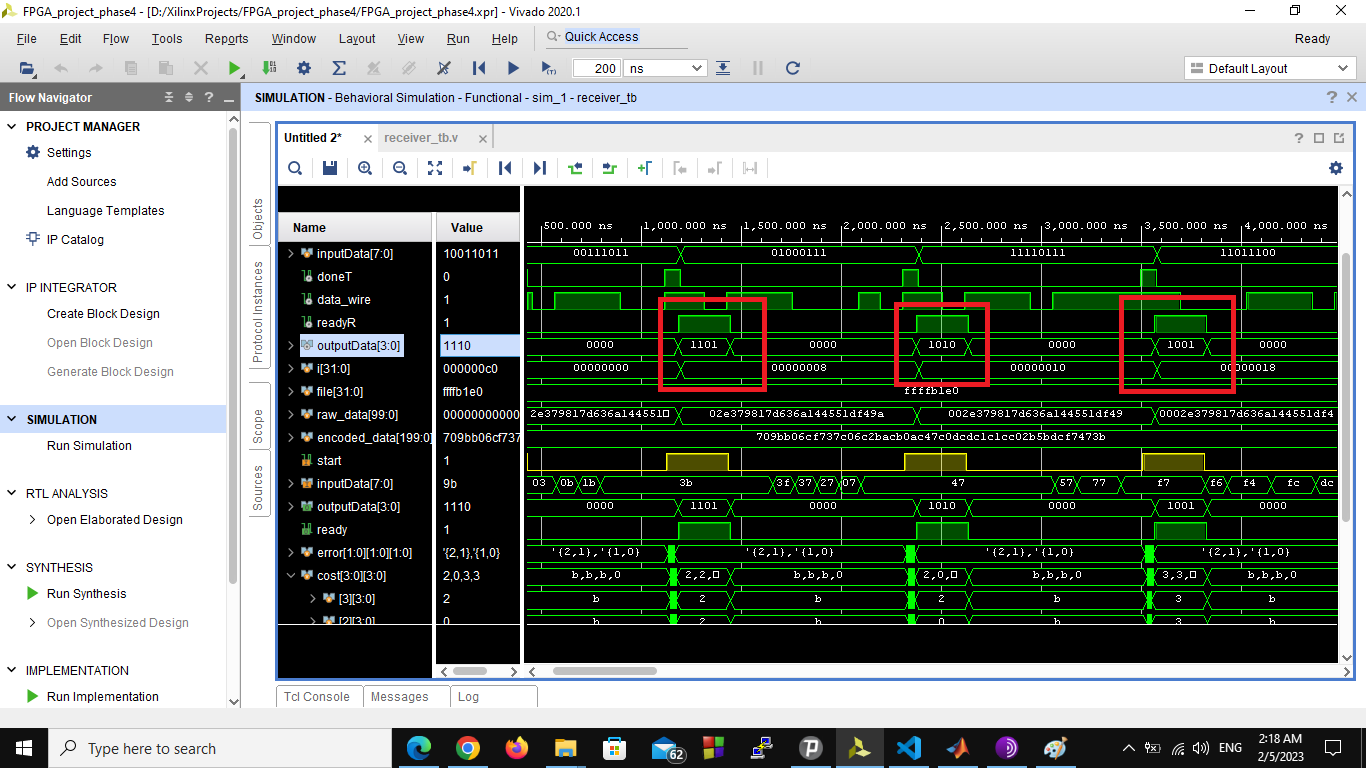 FPGA_project_phase4 - [D:/XilinxProjects/FPGA_project_phase4/FPGA_project_phase4.xpr] - Vivado 2020.1
File Edit Flow Tools Reports Window Layout View Run Help Quick Access Ready
200 ns Default Layout
Flow Navigator
SIMULATION - Behavioral Simulation - Functional - sim_1 - receiver_tb
PROJECT MANAGER
Settings
Add Sources
Language Templates
IP Catalog
IP INTEGRATOR
Create Block Design
Open Block Design
Generate Block Design
SIMULATION
Run Simulation
RTL ANALYSIS
Open Elaborated Design
SYNTHESIS
Run Synthesis
Open Synthesized Design
IMPLEMENTATION
Run Implementation
Objects
Protocol Instances
Scope
Sources
Untitled 2* receiver_tb.v
Name Value
500.000 ns 1,000.000 ns 1,500.000 ns 2,000.000 ns 2,500.000 ns 3,000.000 ns 3,500.000 ns 4,000.000 ns
inputData[7:0] 10011011 00111011 01000111 11110111 11011100
doneT 0
data_wire 1
readyR 1
outputData[3:0] 1110 0000 1101 0000 1010 0000 1001 0000
i[31:0] 000000c0 00000000 00000008 00000010 00000018
file[31:0] ffffb1e0 ffffb1e0
raw_data[99:0] 00000000000 2e379817d636a144551 02e379817d636a144551df49a 002e379817d636a144551df49 0002e379817d636a144551df4
encoded_data[199:0] 709bb06cf737 709bb06cf737c06c2bacb0ac47c0dcdc1c1cc02b5bdcf7473b
start 1
inputData[7:0] 9b 03 0b 1b 3b 3f 37 27 07 47 57 77 f7 f6 f4 fc dc
outputData[3:0] 1110 0000 1101 0000 1010 0000 1001 0000
ready 1
error[1:0][1:0][1:0] '{2,1},'{1,0} '{2,1},'{1,0} '{2,1},'{1,0} '{2,1},'{1,0} '{2,1},'{1,0}
cost[3:0][3:0] 2,0,3,3 b,b,b,0 2,2, b,b,b,0 2,0, b,b,b,0 3,3, b,b,b,0
[3][3:0] 2 b 2 b 2 b 3 b
[2][3:0] 0 b 2 b 0 b 3 b
Tcl Console Messages Log
Type here to search
62
ENG
2:18 AM
2/5/2023